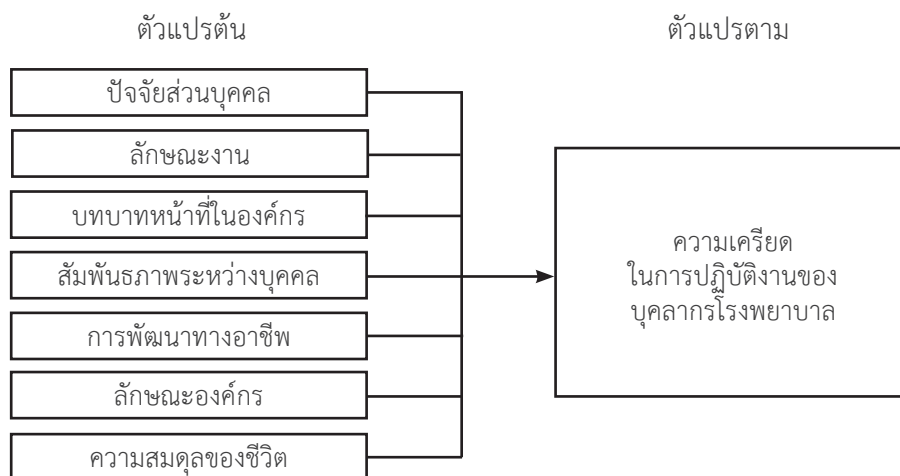 ตัวแปรต้น
ตัวแปรตาม
ปัจจัยส่วนบุคคล
ลักษณะงาน
บทบาทหน้าที่ในองค์กร
สัมพันธภาพระหว่างบุคคล
การพัฒนาทางอาชีพ
ลักษณะองค์กร
ความสมดุลของชีวิต
ความเครียด
ในการปฏิบัติงานของ
บุคลากรโรงพยาบาล